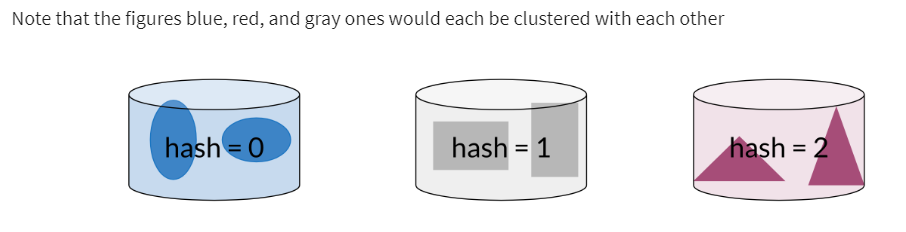 Note that the figures blue, red, and gray ones would each be clustered with each other
hash = 0
hash = 1
hash = 2